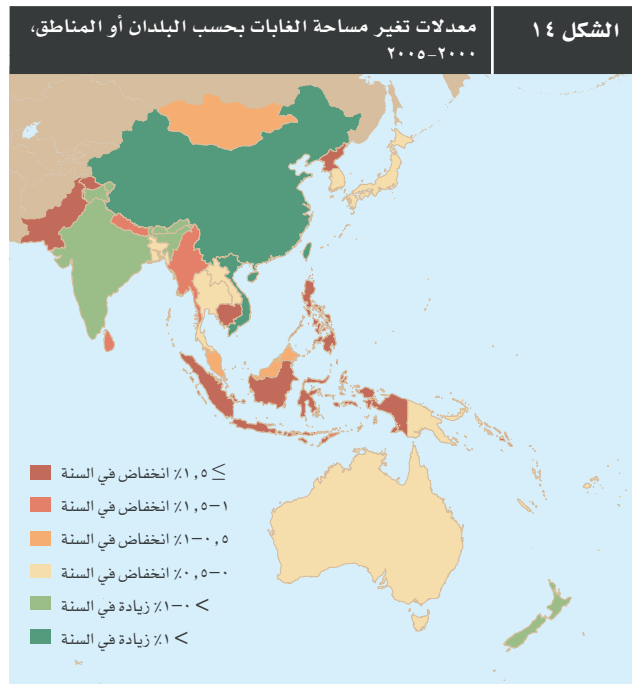 الشكل ١٤
معدلات تغير مساحة الغابات بحسب البلدان أو المناطق،
٢٠٠٠-٢٠٠٥
≥ ١,٥٪ انخفاض في السنة
١-١,٥٪ انخفاض في السنة
٠,٥-١٪ انخفاض في السنة
٠-٠,٥٪ انخفاض في السنة
>٠-١٪ زيادة في السنة
>١٪ زيادة في السنة